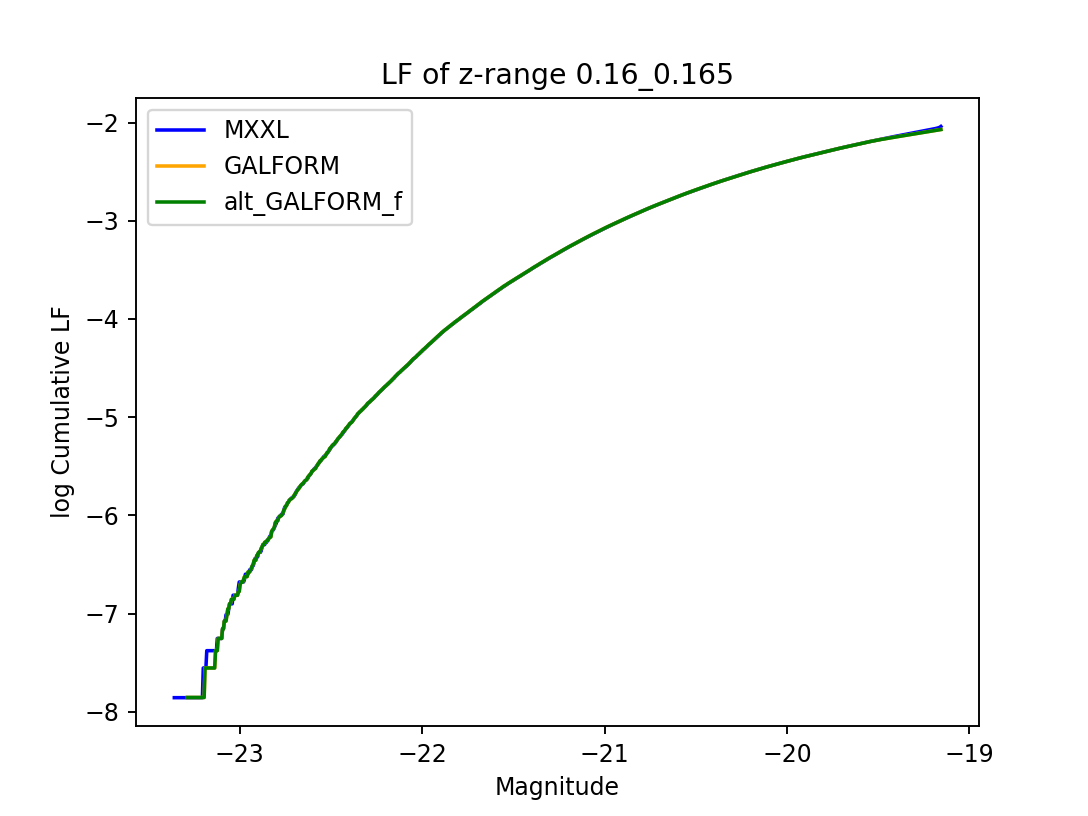 LF of z-range 0.16_0.165
MXXL
GALFORM
alt_GALFORM_f
−2
−3
−4
−5
−6
−7
−8
log Cumulative LF
−23
−22
−21
−20
−19
Magnitude